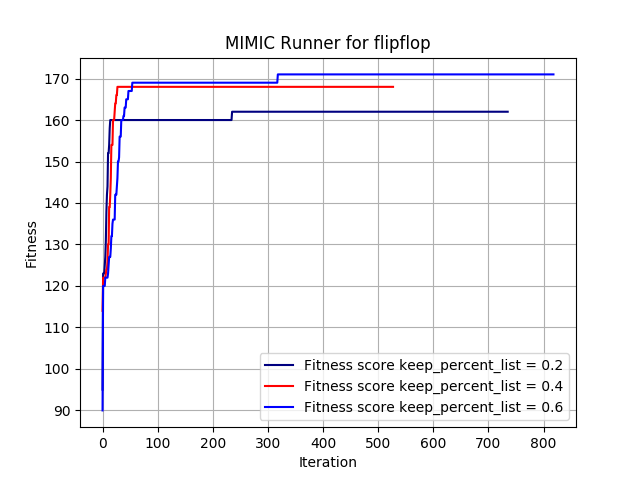 MIMIC Runner for flipflop
170
160
150
140
130
120
110
100
90
Fitness
Fitness score keep_percent_list = 0.2
Fitness score keep_percent_list = 0.4
Fitness score keep_percent_list = 0.6
0 100 200 300 400 500 600 700 800
Iteration